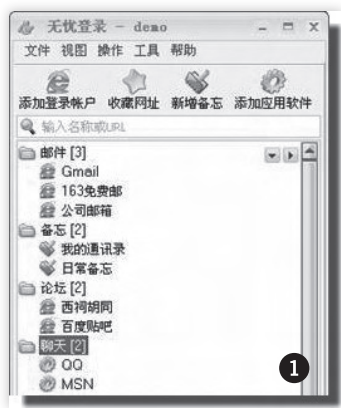 无忧登录 - demo
文件 视图 操作 工具 帮助
添加登录帐户 收藏网址 新增备忘 添加应用软件
输入名称或URL
邮件 [3]
Gmail
163免费邮
公司邮箱
备忘 [2]
我的通讯录
日常备忘
论坛 [2]
西祠胡同
百度贴吧
聊天 [2]
QQ
MSN
1